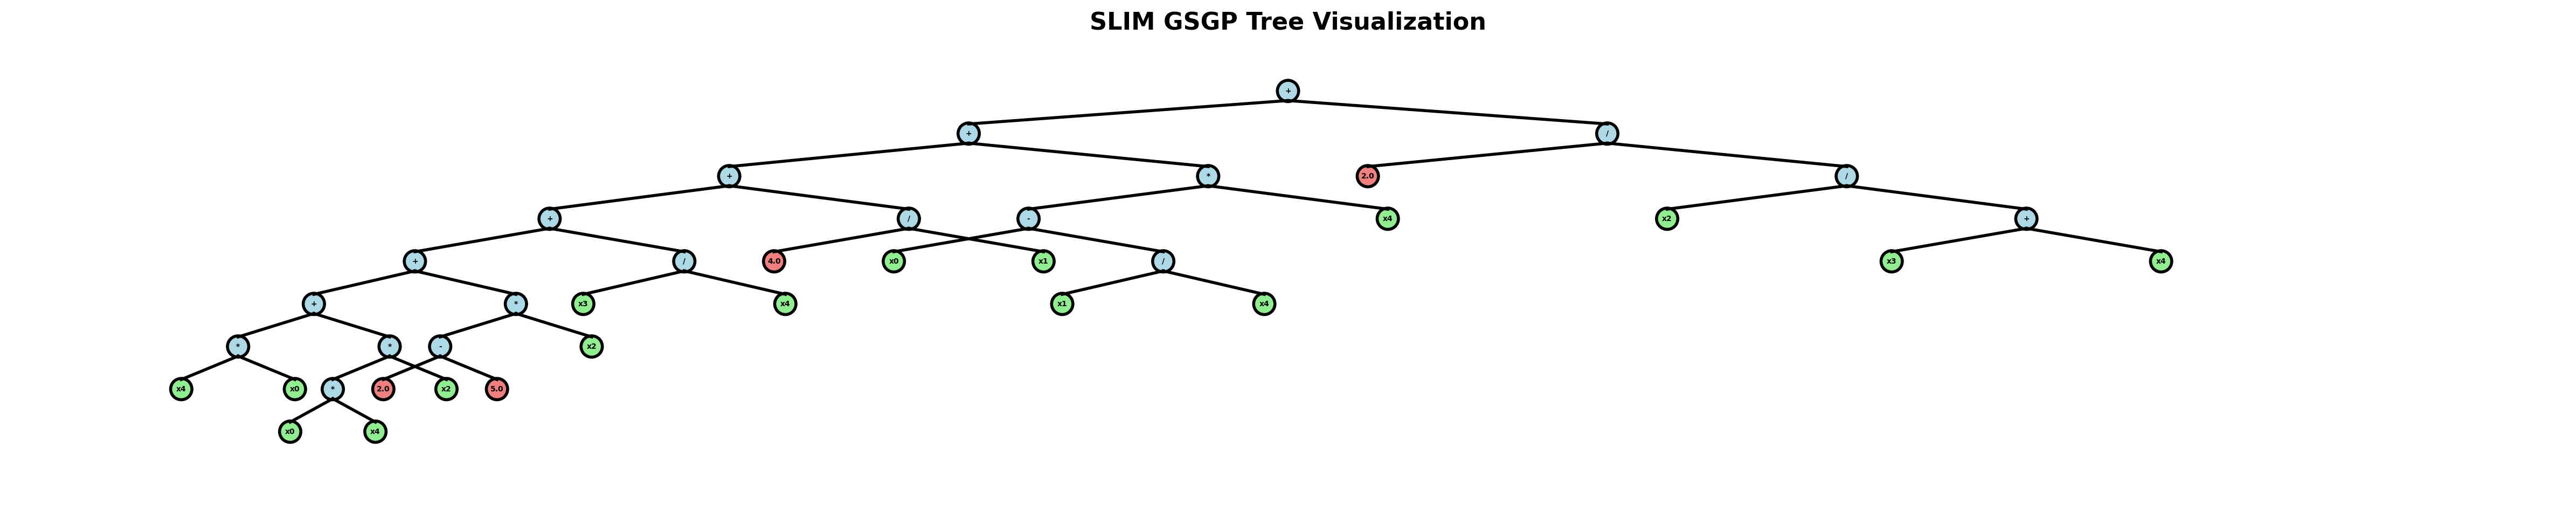 SLIM GSGP Tree Visualization
+
+ /
+ * 2.0 /
+ / - x4 x2 +
+ / 4.0 x0 x1 / x3 x4
+ * x3 x4 x1 x4
* * - x2
x4 x0 * 2.0 x2 5.0
x0 x4